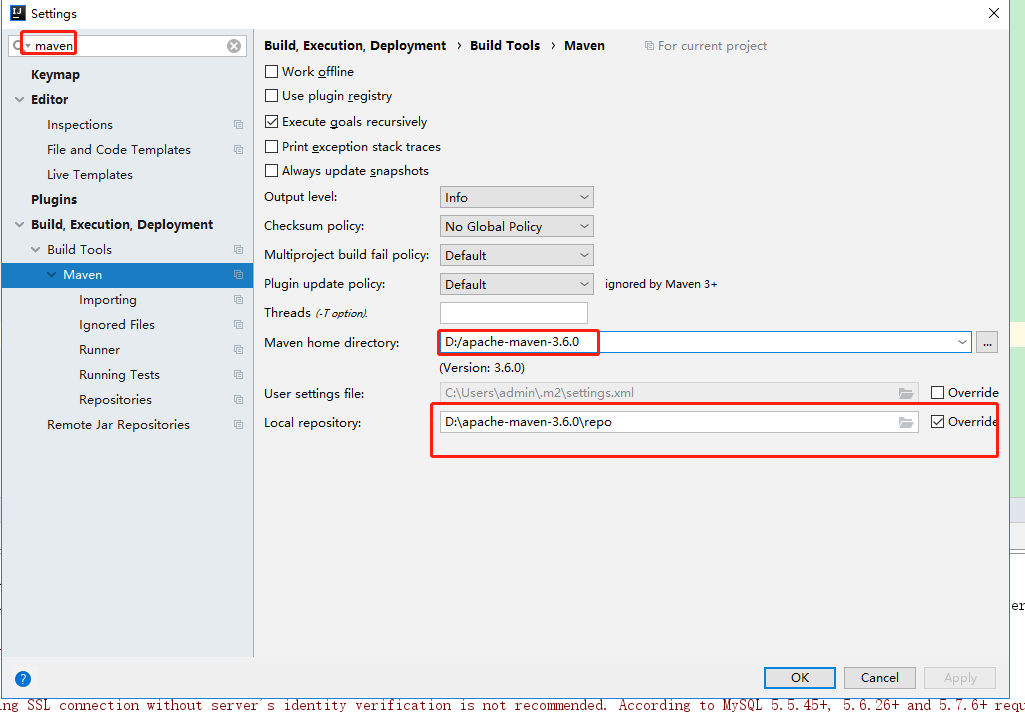 Settings
maven
Keymap
Editor
Inspections
File and Code Templates
Live Templates
Plugins
Build, Execution, Deployment
Build Tools
Maven
Importing
Ignored Files
Runner
Running Tests
Repositories
Remote Jar Repositories
Build, Execution, Deployment › Build Tools › Maven For current project
Work offline
Use plugin registry
Execute goals recursively
Print exception stack traces
Always update snapshots
Output level: Info
Checksum policy: No Global Policy
Multiproject build fail policy: Default
Plugin update policy: Default ignored by Maven 3+
Threads (-T option).
Maven home directory: D:/apache-maven-3.6.0 ...
(Version: 3.6.0)
User settings file: C:\Users\admin\.m2\settings.xml Override
Local repository: D:\apache-maven-3.6.0\repo Override
er
? OK Cancel Apply
ing SSL connection without server's identity verification is not recommended. According to MySQL 5.5.45+, 5.6.26+ and 5.7.6+ requ